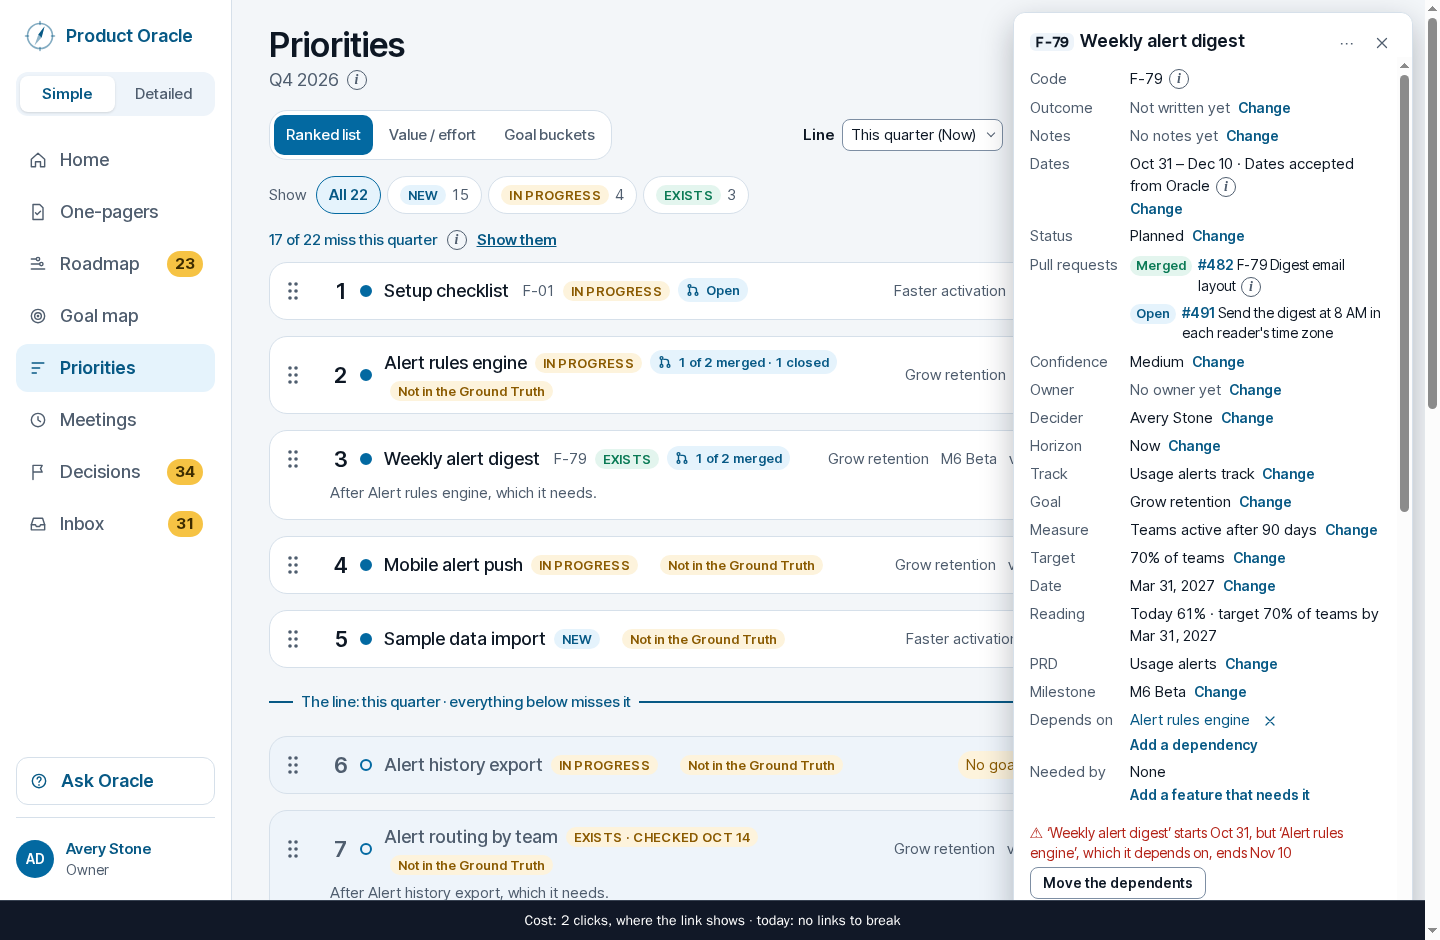 Product Oracle
Simple
Detailed
Home
One-pagers
Roadmap 23
Goal map
Priorities
Meetings
Decisions 34
Inbox 31
Ask Oracle
AD
Avery Stone
Owner
Priorities
Q4 2026 i
Ranked list
Value / effort
Goal buckets
Line
This quarter (Now)
Show
All 22
NEW 15
IN PROGRESS 4
EXISTS 3
17 of 22 miss this quarter i Show them
1 Setup checklist F-01 IN PROGRESS Open Faster activation
2 Alert rules engine IN PROGRESS 1 of 2 merged · 1 closed Grow retention
Not in the Ground Truth
3 Weekly alert digest F-79 EXISTS 1 of 2 merged Grow retention M6 Beta
After Alert rules engine, which it needs.
4 Mobile alert push IN PROGRESS Not in the Ground Truth Grow retention
5 Sample data import NEW Not in the Ground Truth Faster activation
The line: this quarter · everything below misses it
6 Alert history export IN PROGRESS Not in the Ground Truth No goa
7 Alert routing by team EXISTS · CHECKED OCT 14 Grow retention
Not in the Ground Truth
After Alert history export, which it needs.
F-79 Weekly alert digest ...
Code F-79 i
Outcome Not written yet Change
Notes No notes yet Change
Dates Oct 31 – Dec 10 · Dates accepted
from Oracle i
Change
Status Planned Change
Pull requests Merged #482 F-79 Digest email
layout i
Open #491 Send the digest at 8 AM in
each reader's time zone
Confidence Medium Change
Owner No owner yet Change
Decider Avery Stone Change
Horizon Now Change
Track Usage alerts track Change
Goal Grow retention Change
Measure Teams active after 90 days Change
Target 70% of teams Change
Date Mar 31, 2027 Change
Reading Today 61% · target 70% of teams by
Mar 31, 2027
PRD Usage alerts Change
Milestone M6 Beta Change
Depends on Alert rules engine
Add a dependency
Needed by None
Add a feature that needs it
⚠ ‘Weekly alert digest’ starts Oct 31, but ‘Alert rules
engine’, which it depends on, ends Nov 10
Move the dependents
Cost: 2 clicks, where the link shows · today: no links to break